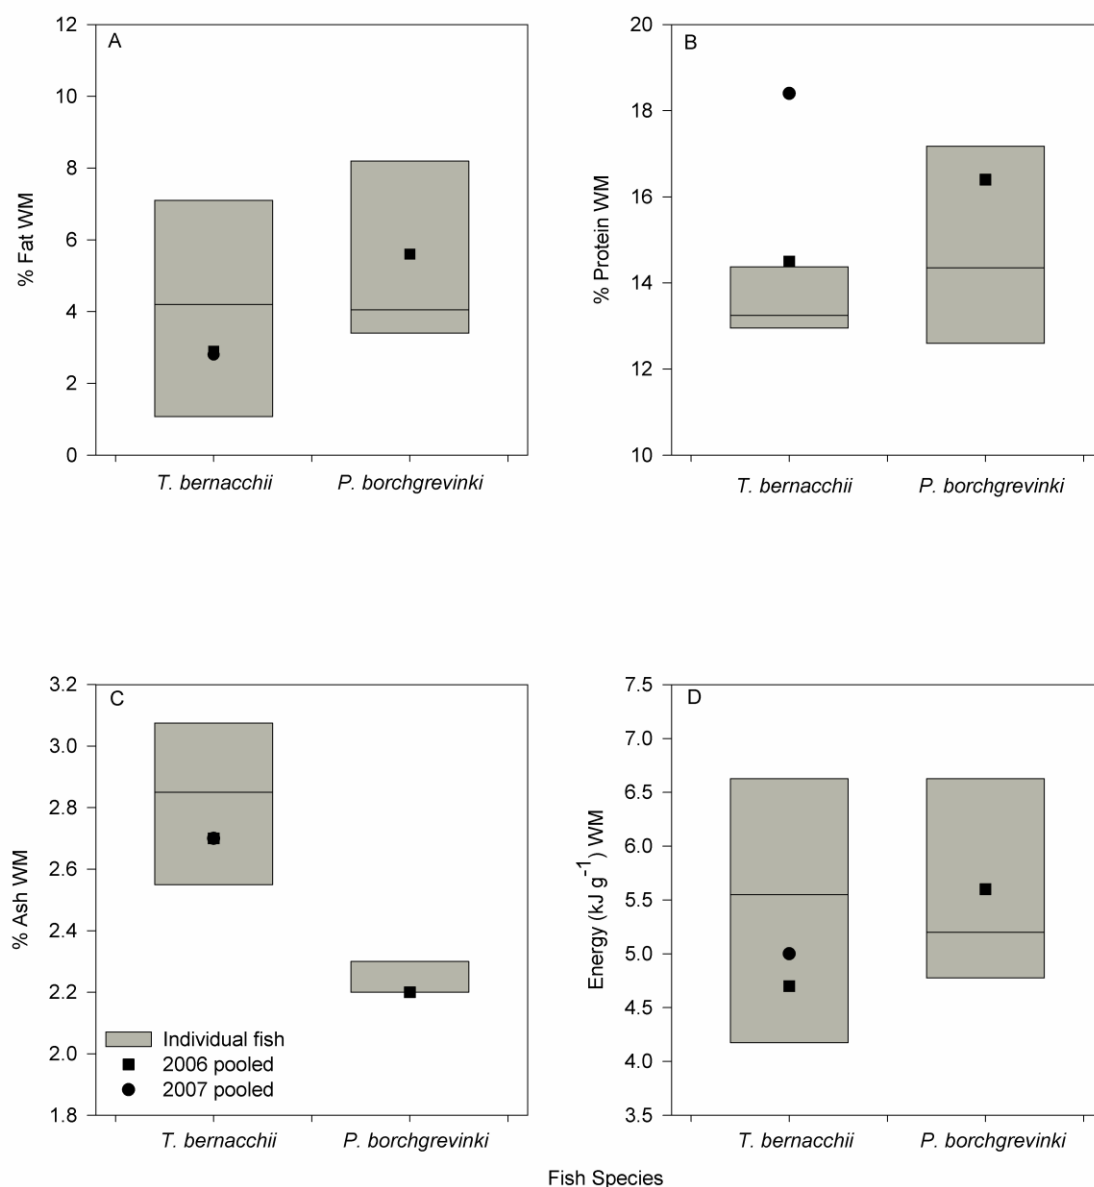 A
% Fat WM
12
10
8
6
4
2
0
T. bernacchii
P. borchgrevinki
B
% Protein WM
20
18
16
14
12
10
T. bernacchii
P. borchgrevinki
C
% Ash WM
3.2
3.0
2.8
2.6
2.4
2.2
2.0
1.8
Individual fish
2006 pooled
2007 pooled
T. bernacchii
P. borchgrevinki
D
Energy (kJ g⁻¹) WM
7.5
7.0
6.5
6.0
5.5
5.0
4.5
4.0
3.5
T. bernacchii
P. borchgrevinki
Fish Species